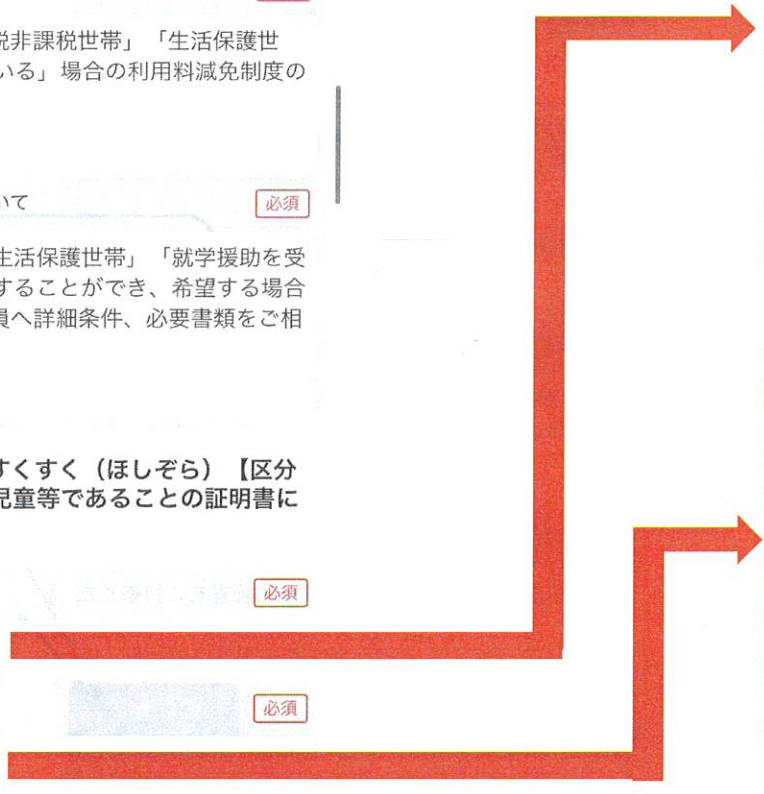 税非課税世帯」「生活保護世
いる」場合の利用料減免制度の
いて
必須
生活保護世帯」「就学援助を受
することができ、希望する場合
員へ詳細条件、必要書類をご相
すくすく（ほしぞら）【区分
児童等であることの証明書に
必須
必須